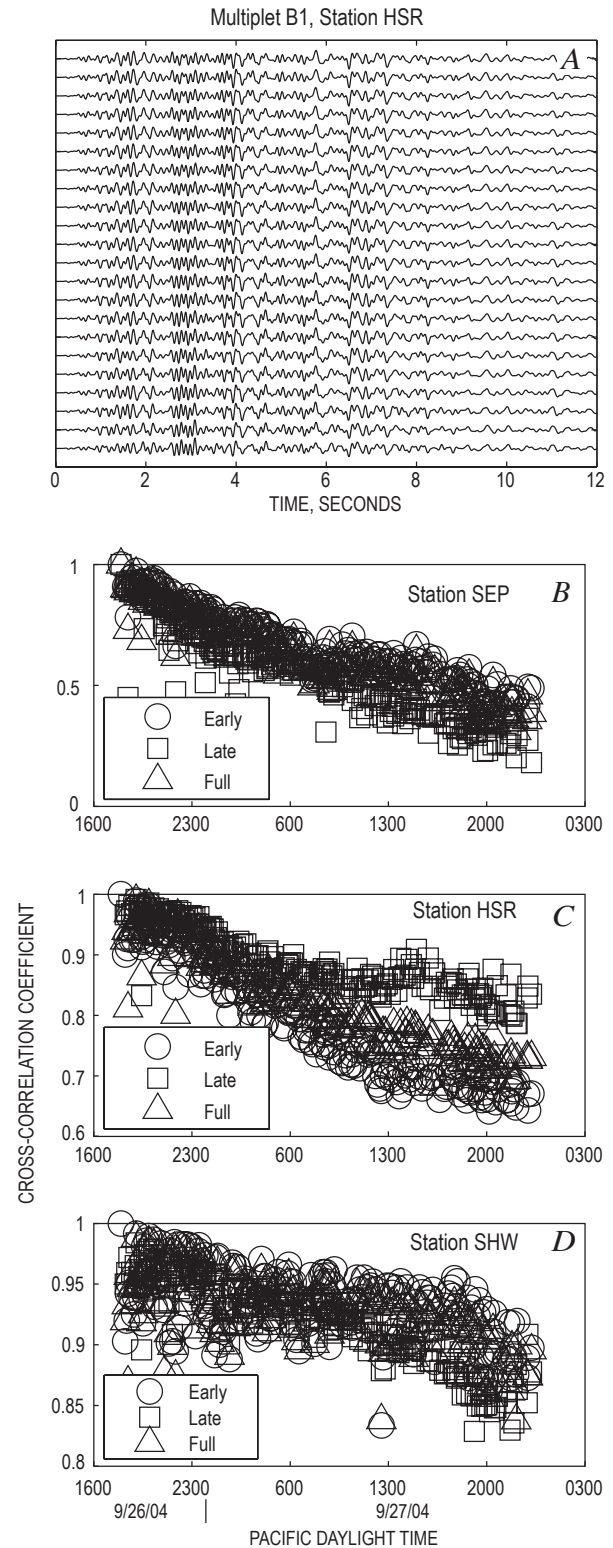 Multiplet B1, Station HSR
A
0 2 4 6 8 10 12
TIME, SECONDS
1
Station SEP B
0.5
Early
Late
Full
0
1600 2300 600 1300 2000 0300
CROSS-CORRELATION COEFFICIENT
1
Station HSR C
0.9
0.8
Early
0.7
Late
Full
0.6
1600 2300 600 1300 2000 0300
1
Station SHW D
0.95
0.9
Early
0.85
Late
Full
0.8
1600 2300 600 1300 2000 0300
9/26/04 | 9/27/04
PACIFIC DAYLIGHT TIME